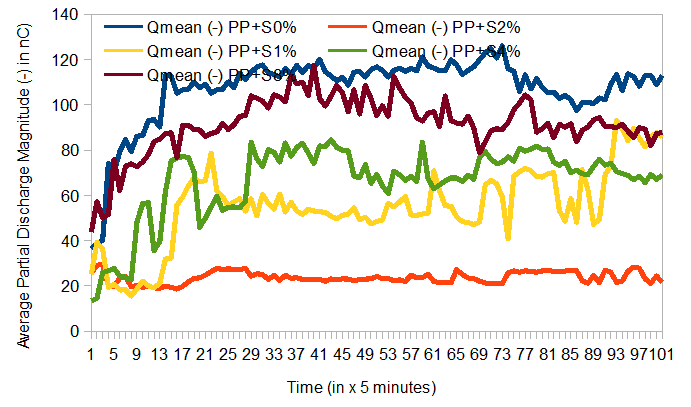 Average Partial Discharge Magnitude (-) in nC)
140
120
100
80
60
40
20
0
Qmean (-) PP+S0%
Qmean (-) PP+S2%
Qmean (-) PP+S1%
Qmean (-) PP+S4%
Qmean (-) PP+S6%
1 5 9 13 17 21 25 29 33 37 41 45 49 53 57 61 65 69 73 77 81 85 89 93 97 101
Time (in x 5 minutes)